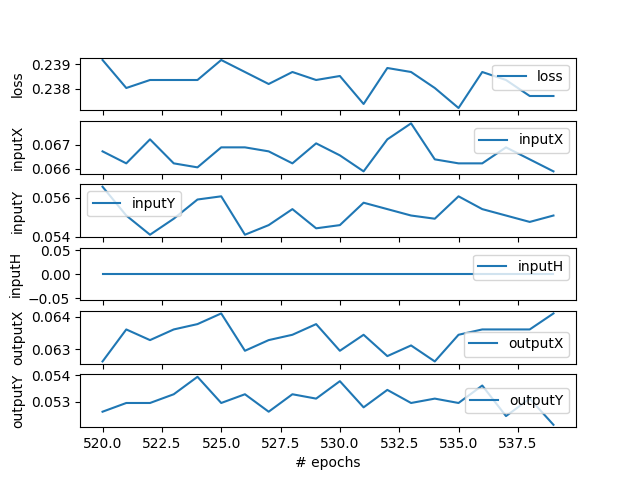 0.239
0.238
loss
loss
0.067
0.066
inputX
inputX
0.056
0.054
inputY
inputY
0.05
0.00
−0.05
inputH
inputH
0.064
0.063
outputX
outputX
0.054
0.053
outputY
outputY
520.0 522.5 525.0 527.5 530.0 532.5 535.0 537.5
# epochs